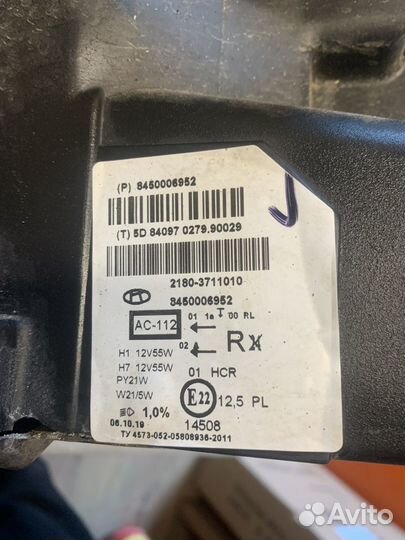 (P) 8450006952
(T) 5D 84097 0279.90029
2180-3711010
8450006952
AC-112
01 1a T 00 RL
02
Rx
H1 12V55W
H7 12V55W
01 HCR
PY21W
W21/5W
E22
12,5 PL
1,0%
06.10.19
14508
ТУ 4573-052-05808936-2011
Avito